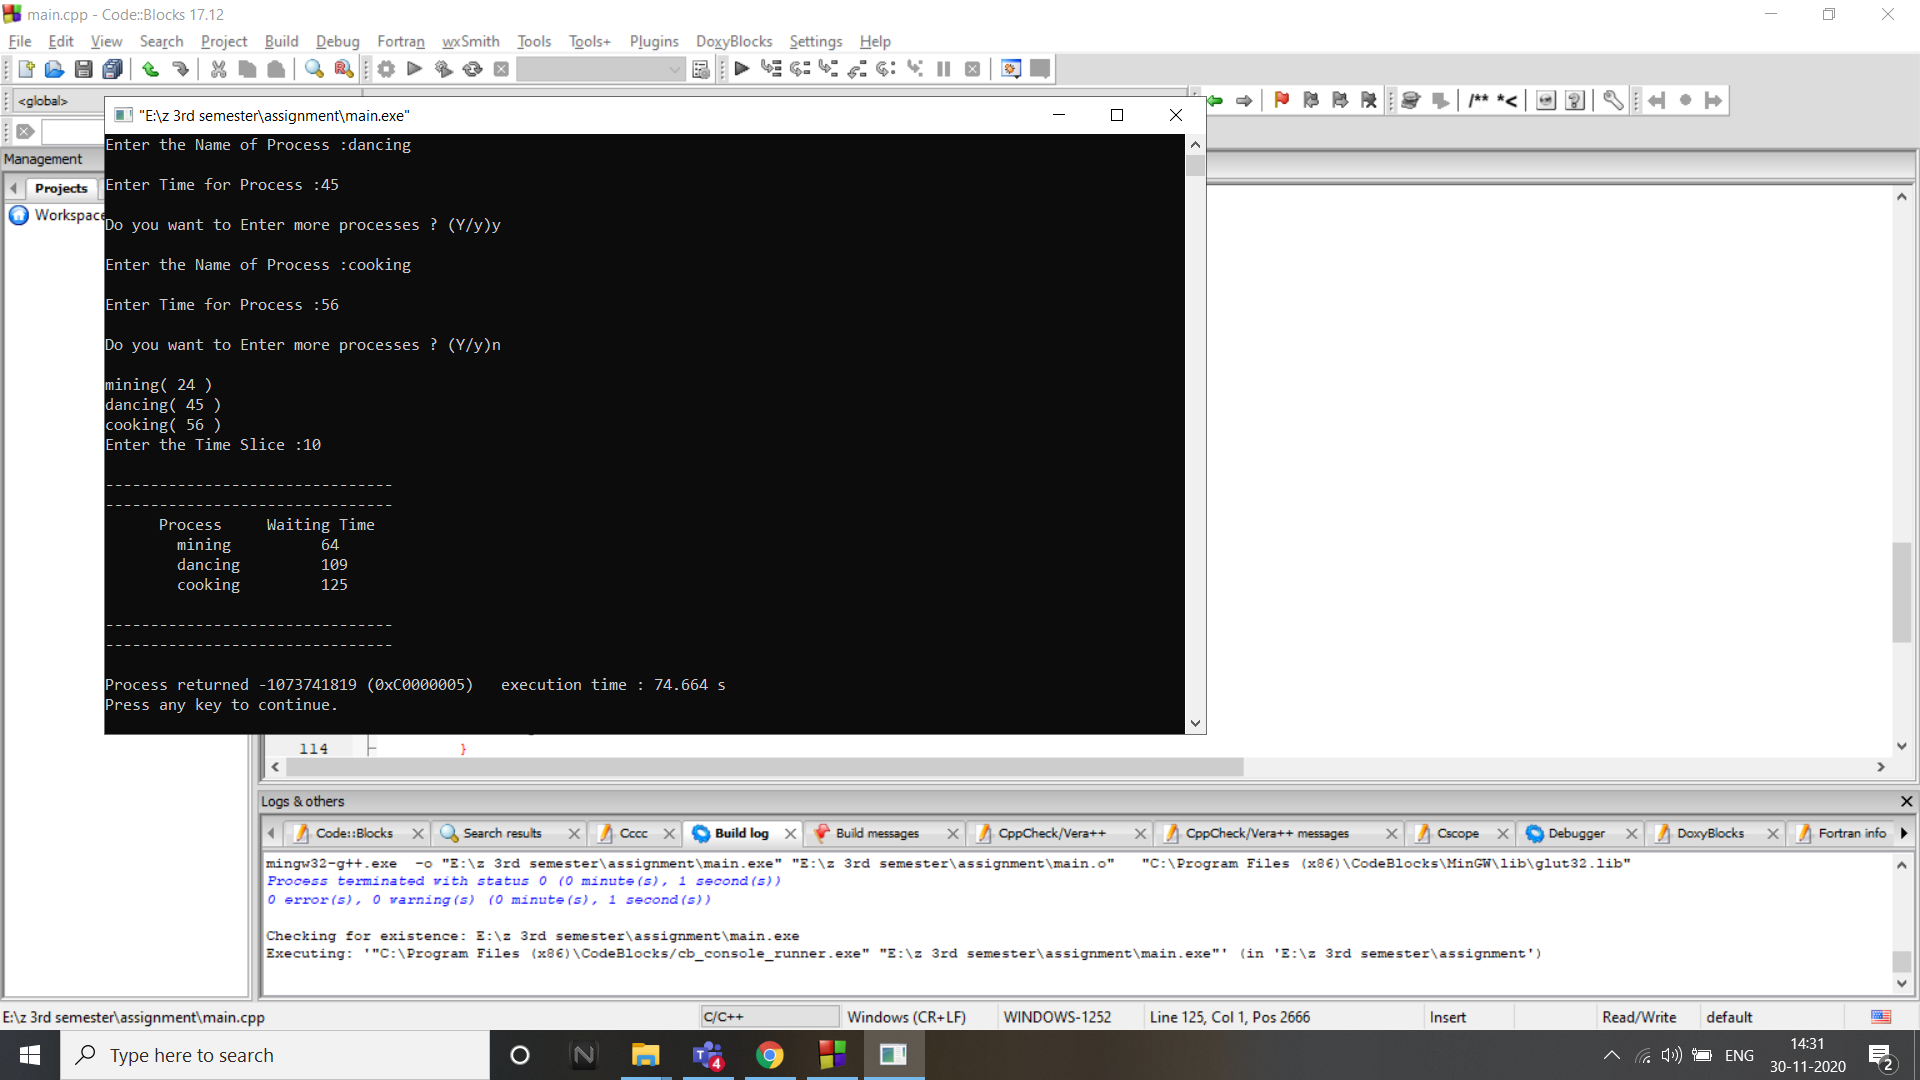 main.cpp - Code::Blocks 17.12
File Edit View Search Project Build Debug Fortran wxSmith Tools Tools+ Plugins DoxyBlocks Settings Help
<global>
/** *<
"E:\z 3rd semester\assignment\main.exe"
Management
Projects
Workspace
Enter the Name of Process :dancing
Enter Time for Process :45
Do you want to Enter more processes ? (Y/y)y
Enter the Name of Process :cooking
Enter Time for Process :56
Do you want to Enter more processes ? (Y/y)n
mining( 24 )
dancing( 45 )
cooking( 56 )
Enter the Time Slice :10
--------------------------------
--------------------------------
Process Waiting Time
mining 64
dancing 109
cooking 125
--------------------------------
--------------------------------
Process returned -1073741819 (0xC0000005) execution time : 74.664 s
Press any key to continue.
114 }
Logs & others
Code::Blocks Search results Cccc Build log Build messages CppCheck/Vera++ CppCheck/Vera++ messages Cscope Debugger DoxyBlocks Fortran info
mingw32-g++.exe -o "E:\z 3rd semester\assignment\main.exe" "E:\z 3rd semester\assignment\main.o" "C:\Program Files (x86)\CodeBlocks\MinGW\lib\glut32.lib"
Process terminated with status 0 (0 minute(s), 1 second(s))
0 error(s), 0 warning(s) (0 minute(s), 1 second(s))
Checking for existence: E:\z 3rd semester\assignment\main.exe
Executing: '"C:\Program Files (x86)\CodeBlocks/cb_console_runner.exe" "E:\z 3rd semester\assignment\main.exe"' (in 'E:\z 3rd semester\assignment')
E:\z 3rd semester\assignment\main.cpp C/C++ Windows (CR+LF) WINDOWS-1252 Line 125, Col 1, Pos 2666 Insert Read/Write default
Type here to search
4
ENG
14:31
30-11-2020
2